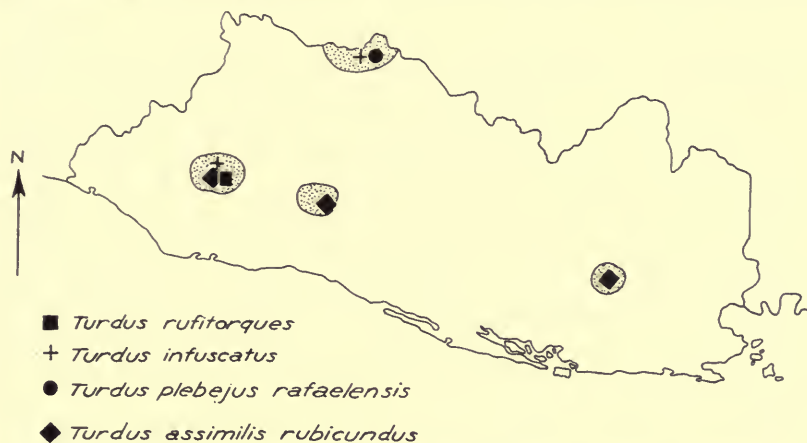 N
Turdus rufitorques
Turdus infuscatus
Turdus plebejus rafaelensis
Turdus assimilis rubicundus